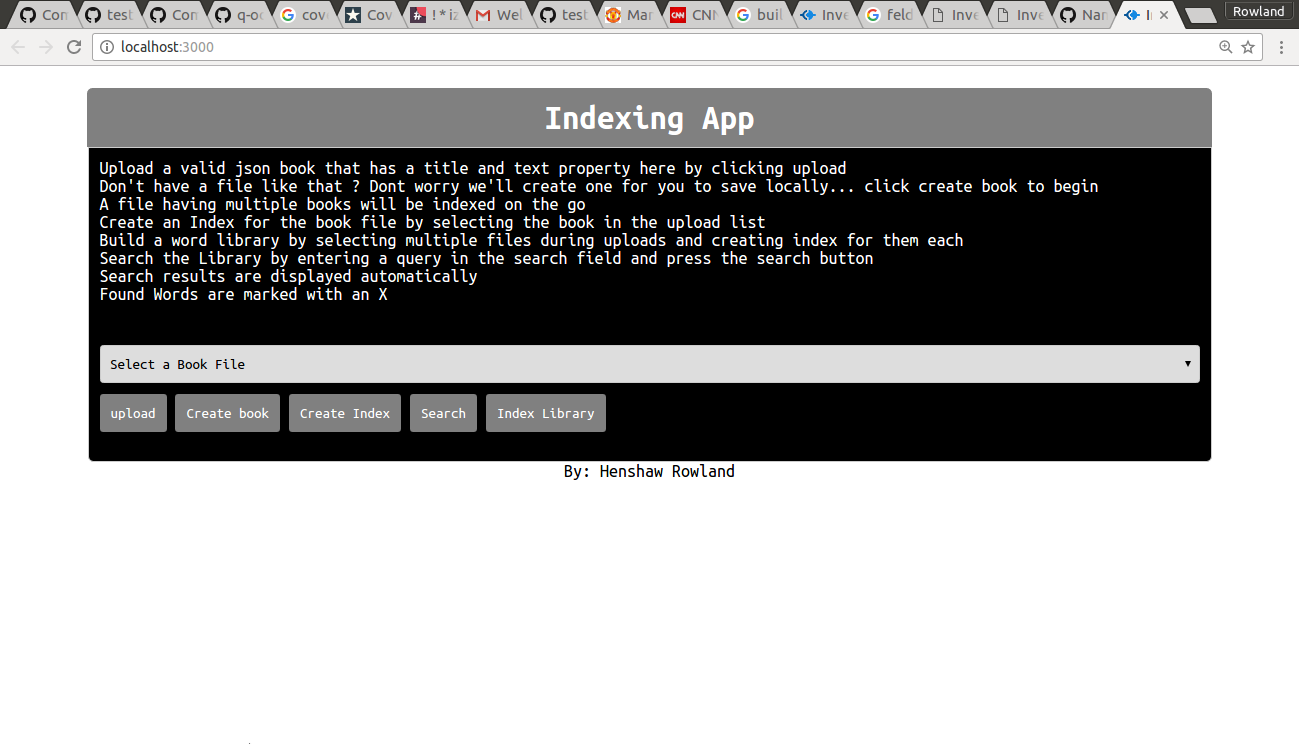 Con
test
Con
q-oc
cove
Cov
! * iz
Wel
test
Mar
CNN
buil
Inve
feld
Inve
Inve
Nar
Rowland
localhost:3000
Indexing App
Upload a valid json book that has a title and text property here by clicking upload
Don't have a file like that ? Dont worry we'll create one for you to save locally... click create book to begin
A file having multiple books will be indexed on the go
Create an Index for the book file by selecting the book in the upload list
Build a word library by selecting multiple files during uploads and creating index for them each
Search the Library by entering a query in the search field and press the search button
Search results are displayed automatically
Found Words are marked with an X
Select a Book File
upload Create book Create Index Search Index Library
By: Henshaw Rowland